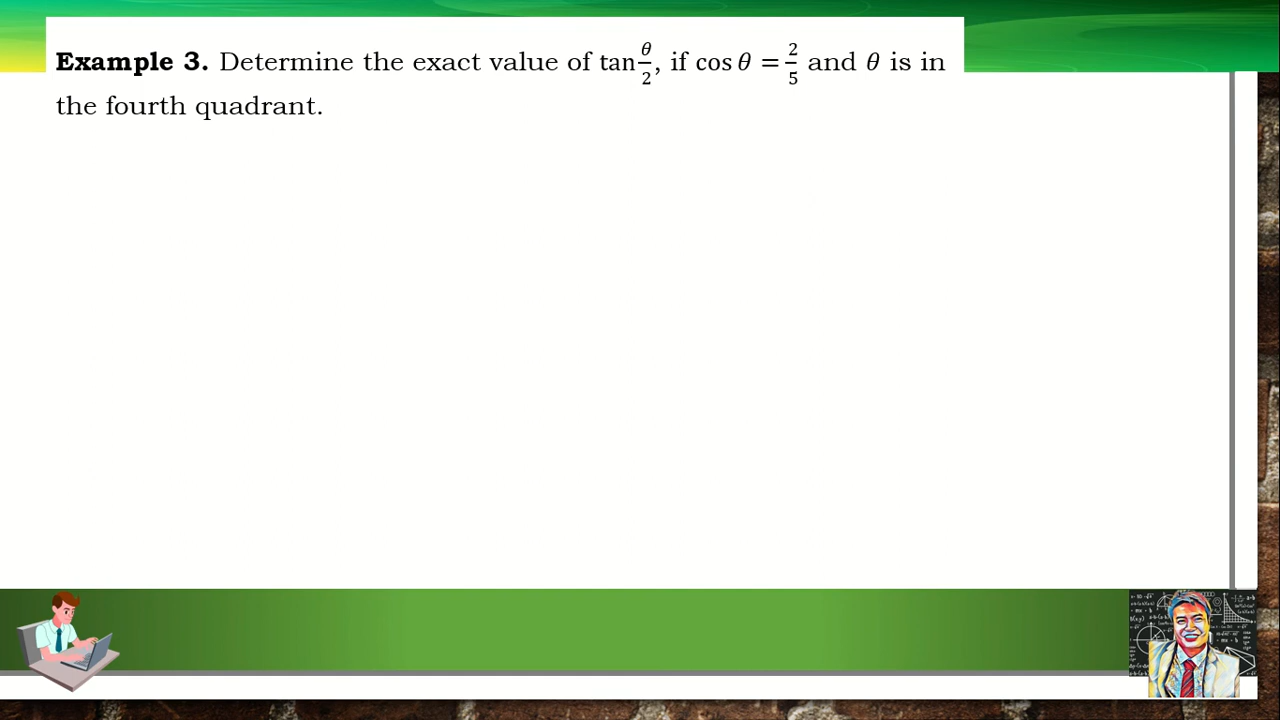 Example 3. Determine the exact value of tan θ/2, if cos θ = 2/5 and θ is in
the fourth quadrant.